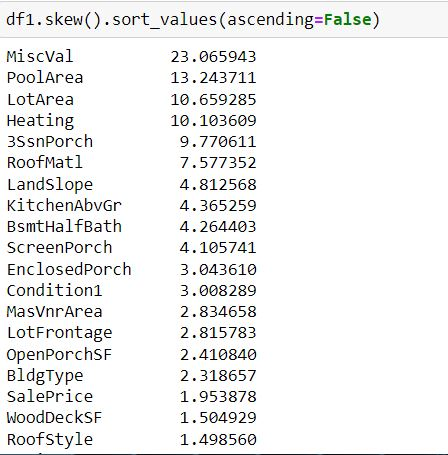 df1.skew().sort_values(ascending=False)
MiscVal 23.065943
PoolArea 13.243711
LotArea 10.659285
Heating 10.103609
3SsnPorch 9.770611
RoofMatl 7.577352
LandSlope 4.812568
KitchenAbvGr 4.365259
BsmtHalfBath 4.264403
ScreenPorch 4.105741
EnclosedPorch 3.043610
Condition1 3.008289
MasVnrArea 2.834658
LotFrontage 2.815783
OpenPorchSF 2.410840
BldgType 2.318657
SalePrice 1.953878
WoodDeckSF 1.504929
RoofStyle 1.498560